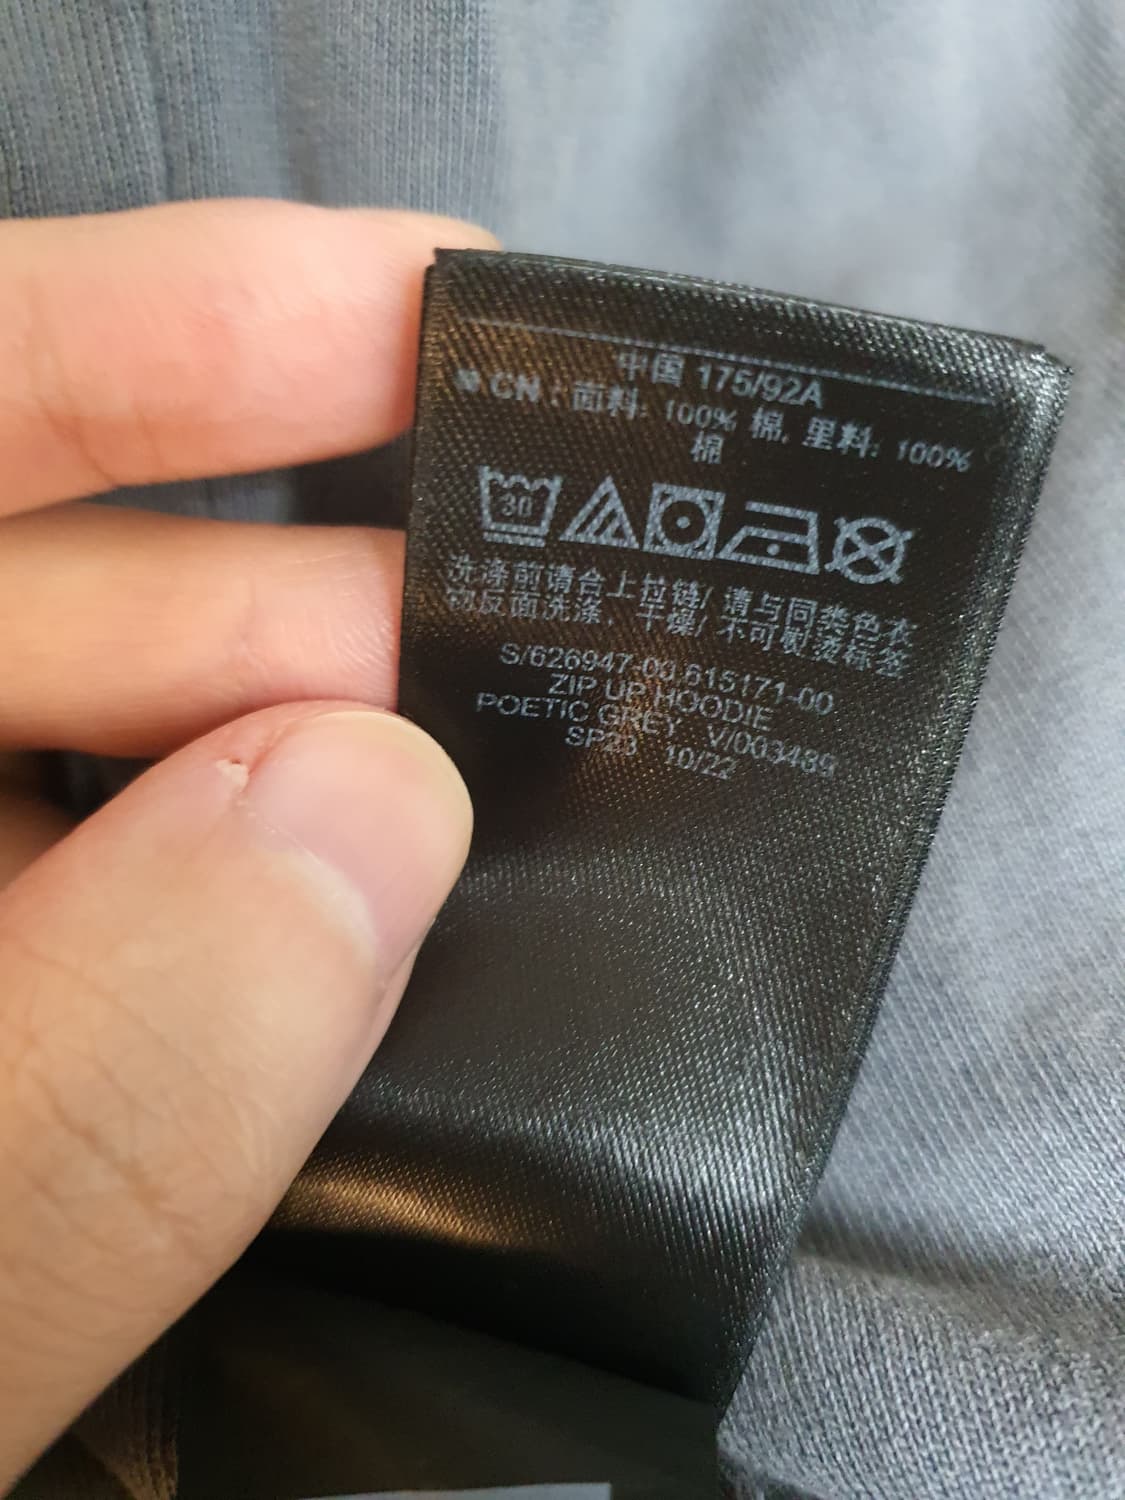 中国 175/92A
CN: 面料: 100% 棉, 里料: 100%
棉
30
洗涤前请合上拉链/ 请与同类色衣
物反面洗涤、干燥/ 不可熨烫标签
S/626947-00 615171-00
ZIP UP HOODIE
POETIC GREY V/003439
SP23 10/22